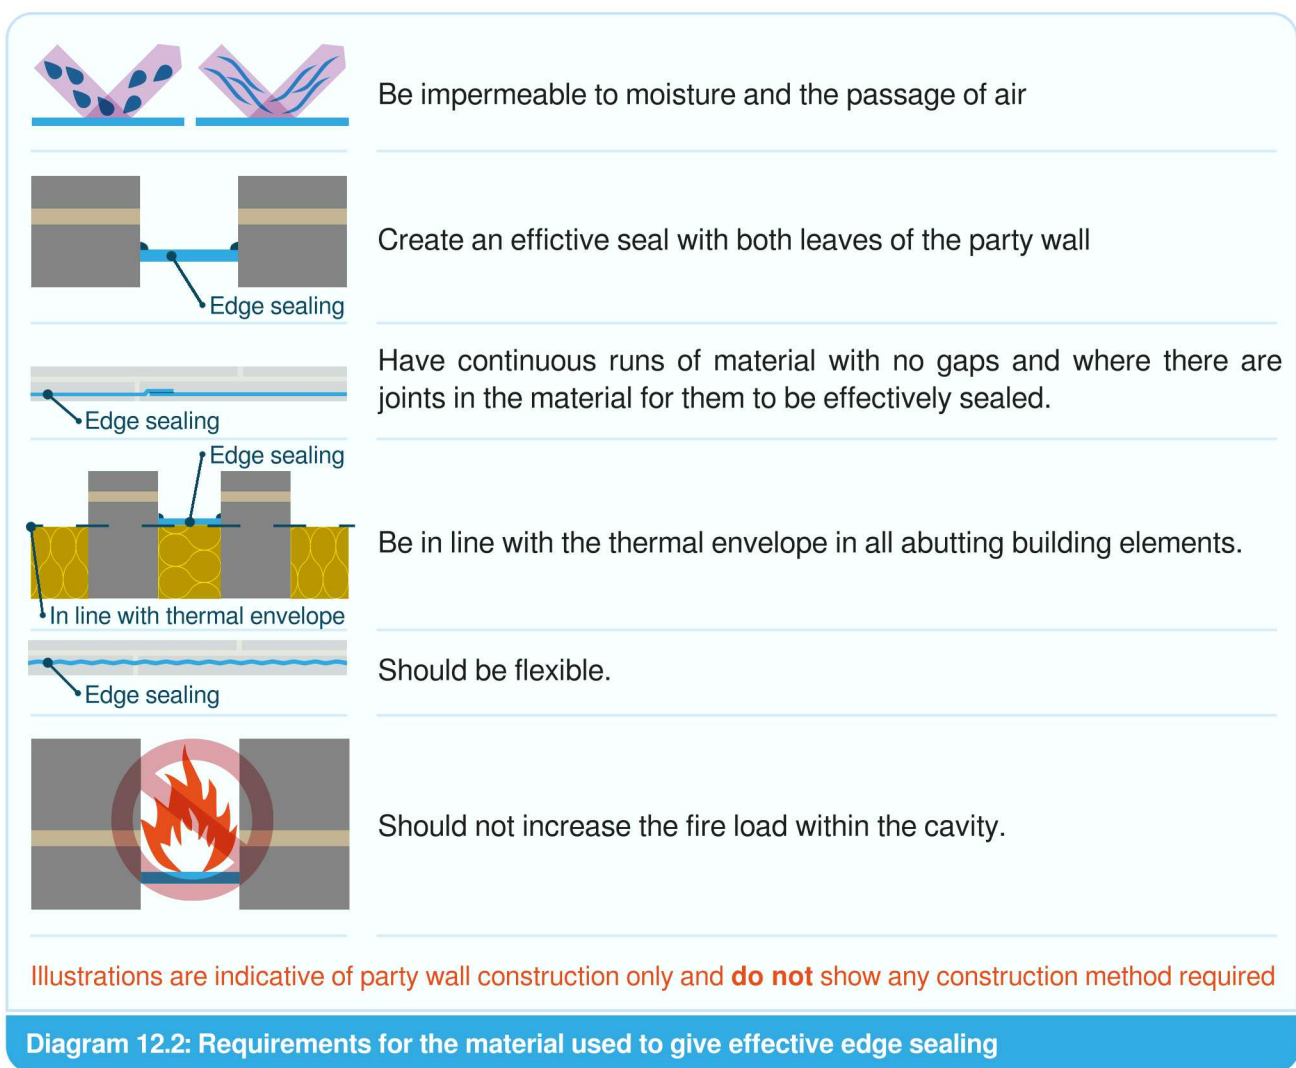 Be impermeable to moisture and the passage of air
Create an effictive seal with both leaves of the party wall
Edge sealing
Have continuous runs of material with no gaps and where there are
joints in the material for them to be effectively sealed.
Edge sealing
Edge sealing
Be in line with the thermal envelope in all abutting building elements.
In line with thermal envelope
Should be flexible.
Edge sealing
Should not increase the fire load within the cavity.
Illustrations are indicative of party wall construction only and do not show any construction method required
Diagram 12.2: Requirements for the material used to give effective edge sealing